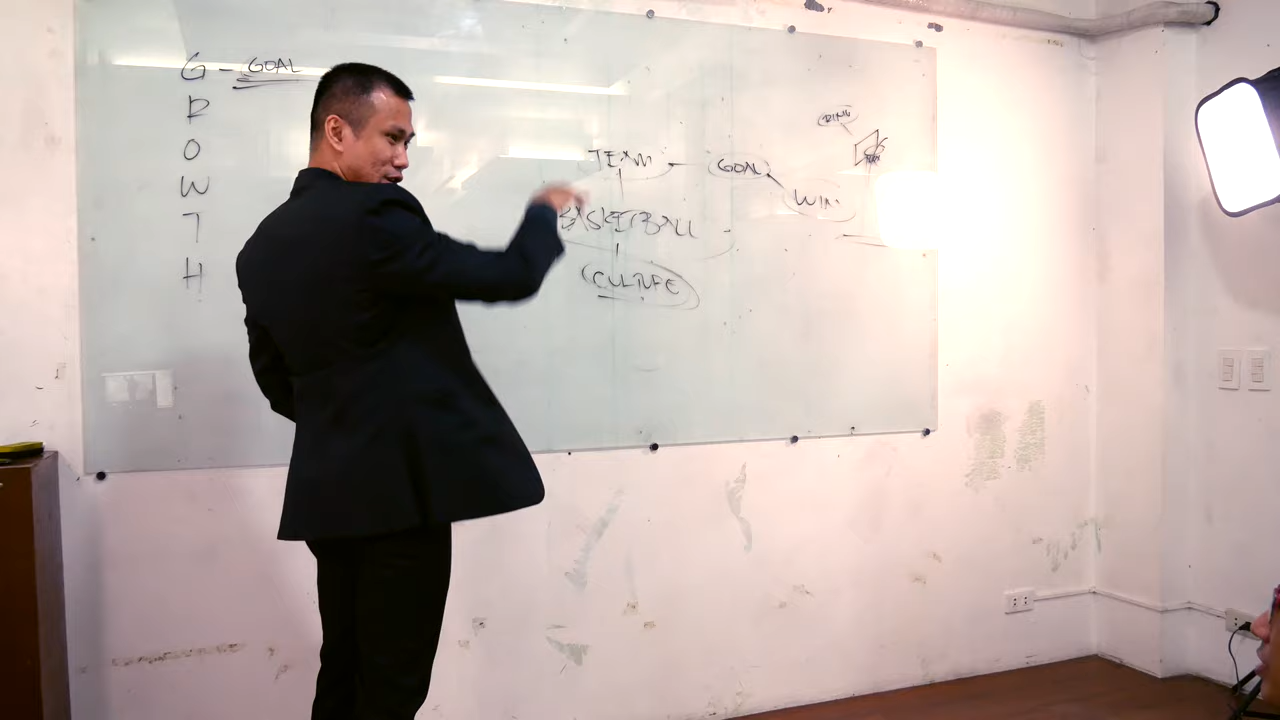 G - GOAL
R
O
W
T
H
RING
TEAM - GOAL
WIN
BASKETBALL
CULTURE